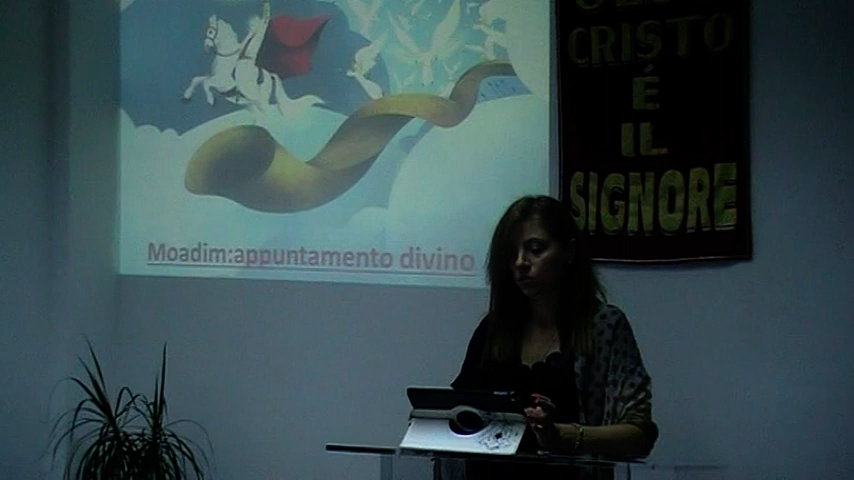 Moadim:appuntamento divino
CRISTO
É
IL
SIGNORE